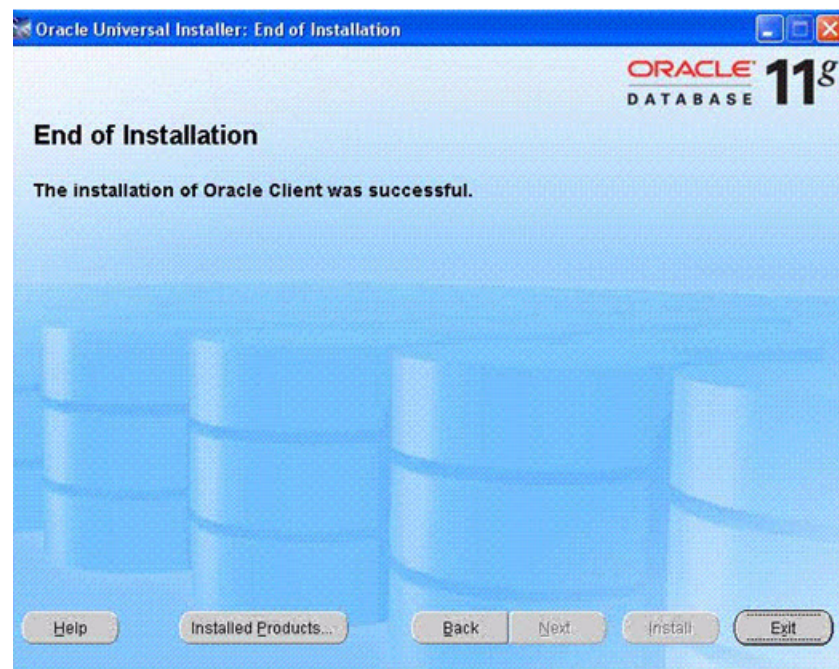 Oracle Universal Installer: End of Installation
ORACLE
DATABASE 11g
End of Installation
The installation of Oracle Client was successful.
Help Installed Products... Back Next Install Exit